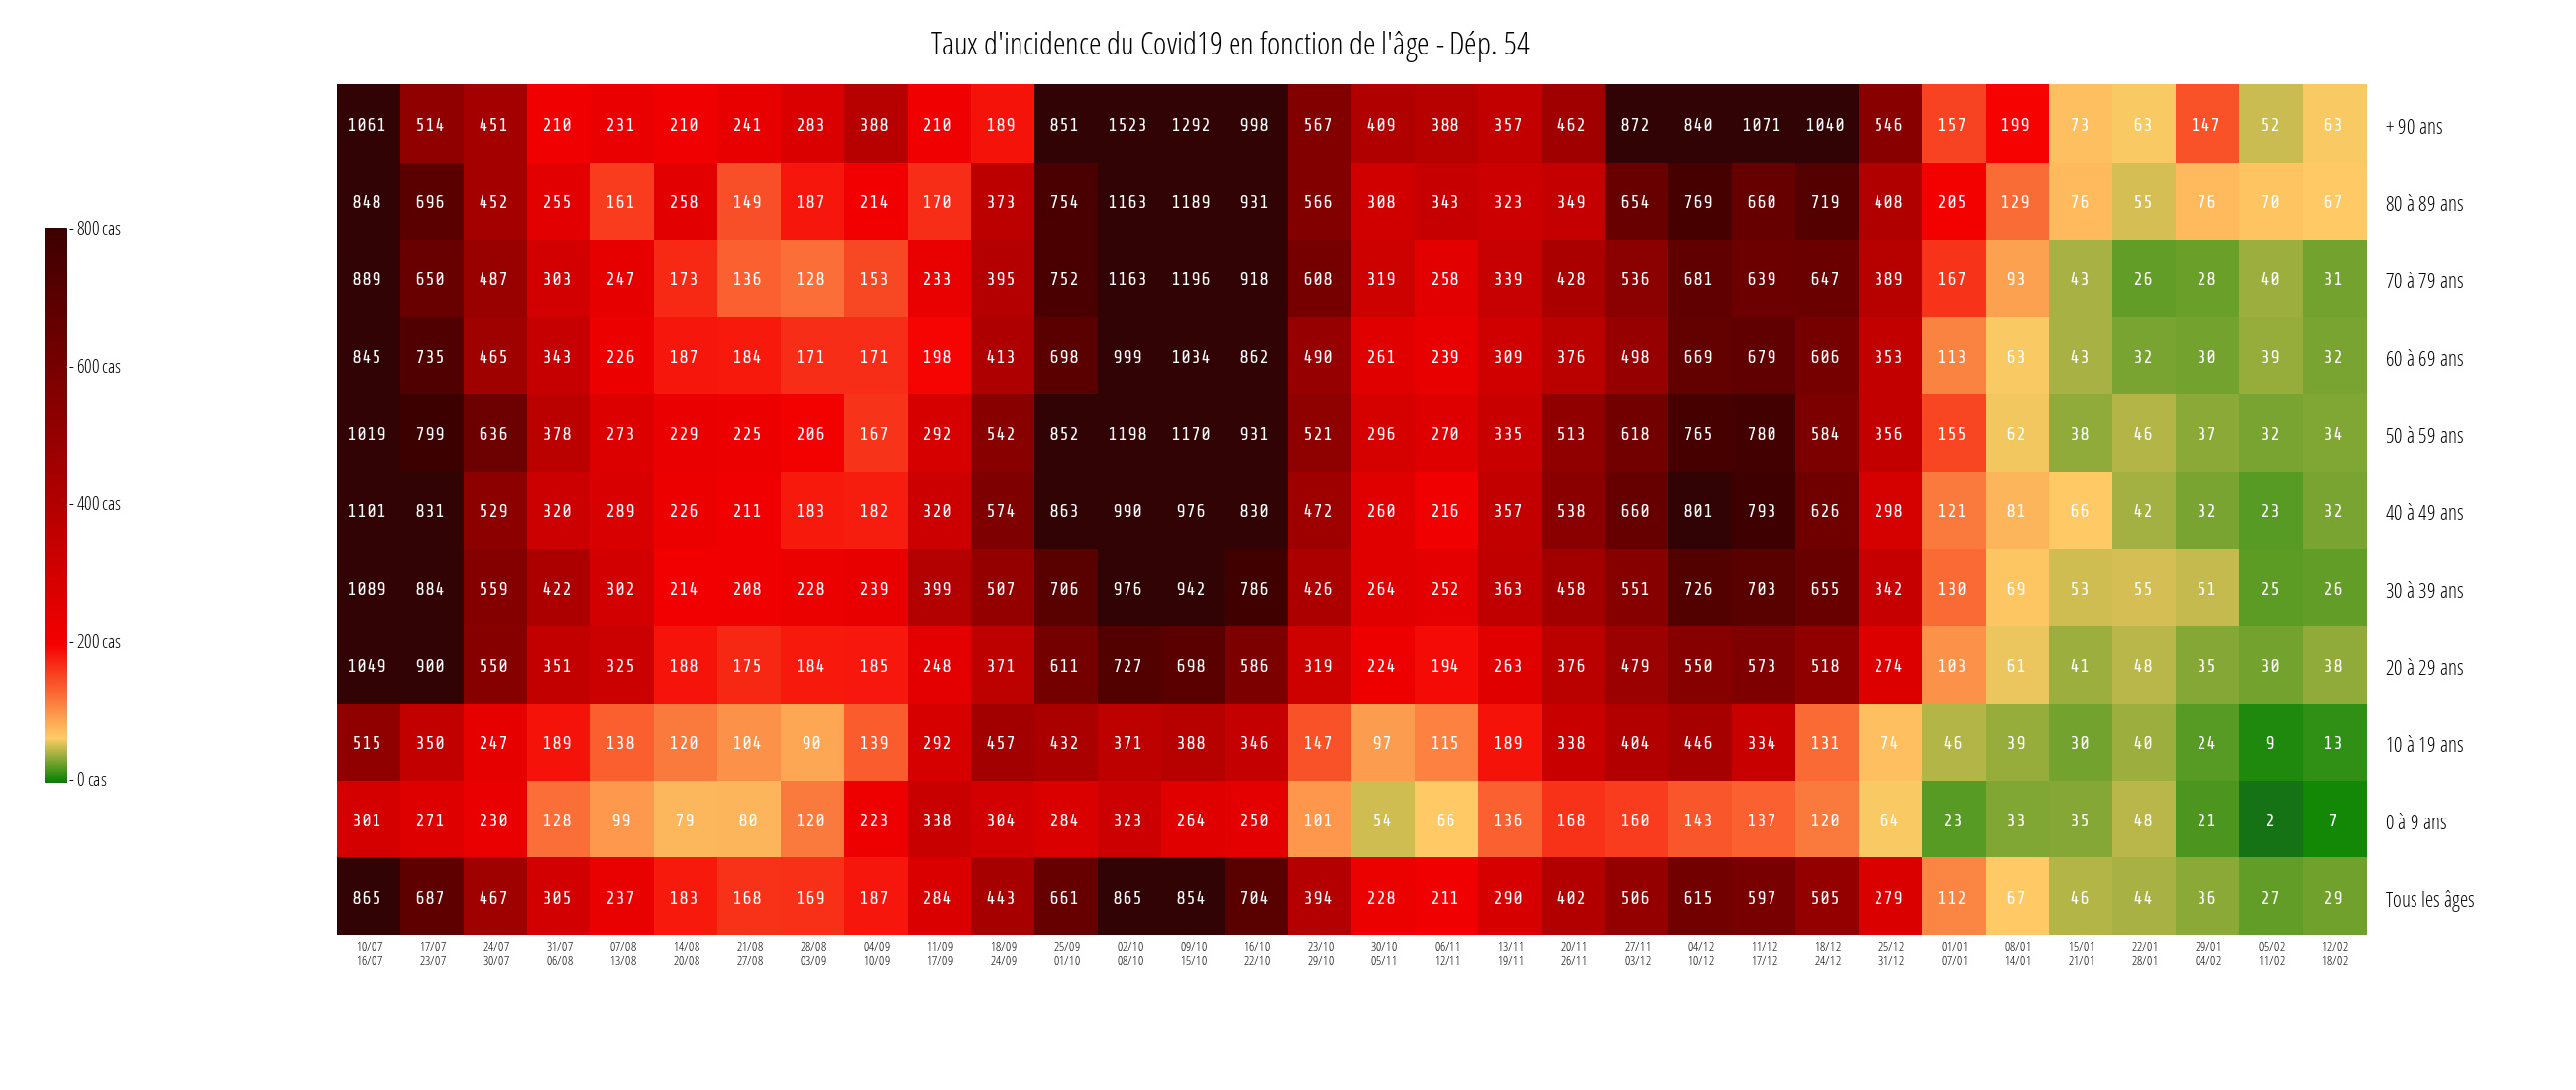 Taux d'incidence du Covid19 en fonction de l'âge - Dép. 54
1061 514 451 210 231 210 241 283 388 210 189 851 1523 1292 998 567 409 388 357 462 872 840 1071 1040 546 157 199 73 63 147 52 63 + 90 ans
848 696 452 255 161 258 149 187 214 170 373 754 1163 1189 931 566 308 343 323 349 654 769 660 719 408 205 129 76 55 76 70 67 80 à 89 ans
- 800 cas
889 650 487 303 247 173 136 128 153 233 395 752 1163 1196 918 608 319 258 339 428 536 681 639 647 389 167 93 43 26 28 40 31 70 à 79 ans
845 735 465 343 226 187 184 171 171 198 413 698 999 1034 862 490 261 239 309 376 498 669 679 606 353 113 63 43 32 30 39 32 60 à 69 ans
- 600 cas
1019 799 636 378 273 229 225 206 167 292 542 852 1198 1170 931 521 296 270 335 513 618 765 780 584 356 155 62 38 46 37 32 34 50 à 59 ans
- 400 cas
1101 831 529 320 289 226 211 183 182 320 574 863 990 976 830 472 260 216 357 538 660 801 793 626 298 121 81 66 42 32 23 32 40 à 49 ans
1089 884 559 422 302 214 208 228 239 399 507 706 976 942 786 426 264 252 363 458 551 726 703 655 342 130 69 53 55 51 25 26 30 à 39 ans
- 200 cas
1049 900 550 351 325 188 175 184 185 248 371 611 727 698 586 319 224 194 263 376 479 550 573 518 274 103 61 41 48 35 30 38 20 à 29 ans
515 350 247 189 138 120 104 90 139 292 457 432 371 388 346 147 97 115 189 338 404 446 334 131 74 46 39 30 40 24 9 13 10 à 19 ans
- 0 cas
301 271 230 128 99 79 80 120 223 338 304 284 323 264 250 101 54 66 136 168 160 143 137 120 64 23 33 35 48 21 2 7 0 à 9 ans
865 687 467 305 237 183 168 169 187 284 443 661 865 854 704 394 228 211 290 402 506 615 597 505 279 112 67 46 44 36 27 29 Tous les âges
10/07 17/07 24/07 31/07 07/08 14/08 21/08 28/08 04/09 11/09 18/09 25/09 02/10 09/10 16/10 23/10 30/10 06/11 13/11 20/11 27/11 04/12 11/12 18/12 25/12 01/01 08/01 15/01 22/01 29/01 05/02 12/02
16/07 23/07 30/07 06/08 13/08 20/08 27/08 03/09 10/09 17/09 24/09 01/10 08/10 15/10 22/10 29/10 05/11 12/11 19/11 26/11 03/12 10/12 17/12 24/12 31/12 07/01 14/01 21/01 28/01 04/02 11/02 18/02